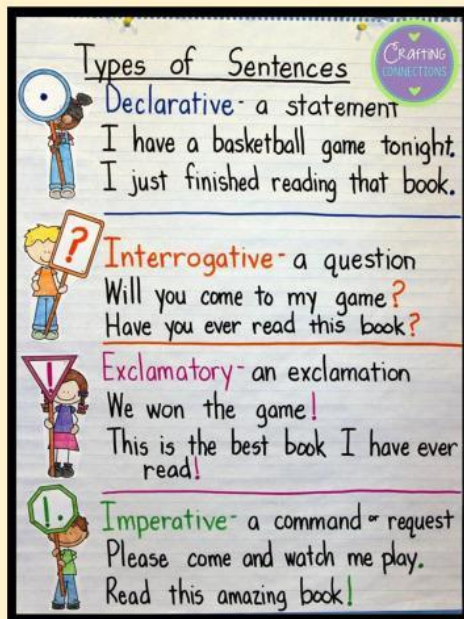 CRAFTING
CONNECTIONS
Types of Sentences
Declarative - a statement
I have a basketball game tonight.
I just finished reading that book.
?
Interrogative - a question
Will you come to my game?
Have you ever read this book?
!
Exclamatory - an exclamation
We won the game!
This is the best book I have ever
read!
!.
Imperative - a command or request
Please come and watch me play.
Read this amazing book!